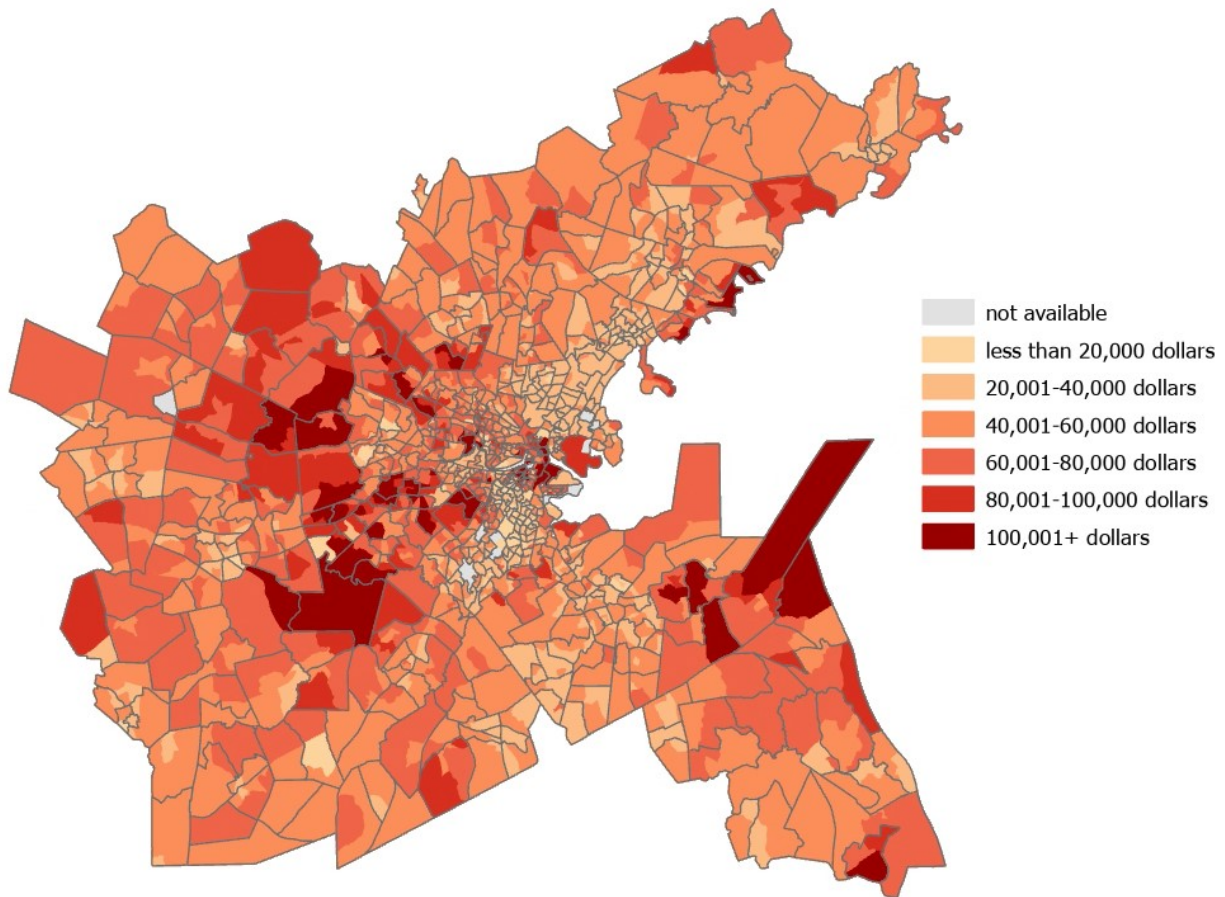 not available
less than 20,000 dollars
20,001-40,000 dollars
40,001-60,000 dollars
60,001-80,000 dollars
80,001-100,000 dollars
100,001+ dollars